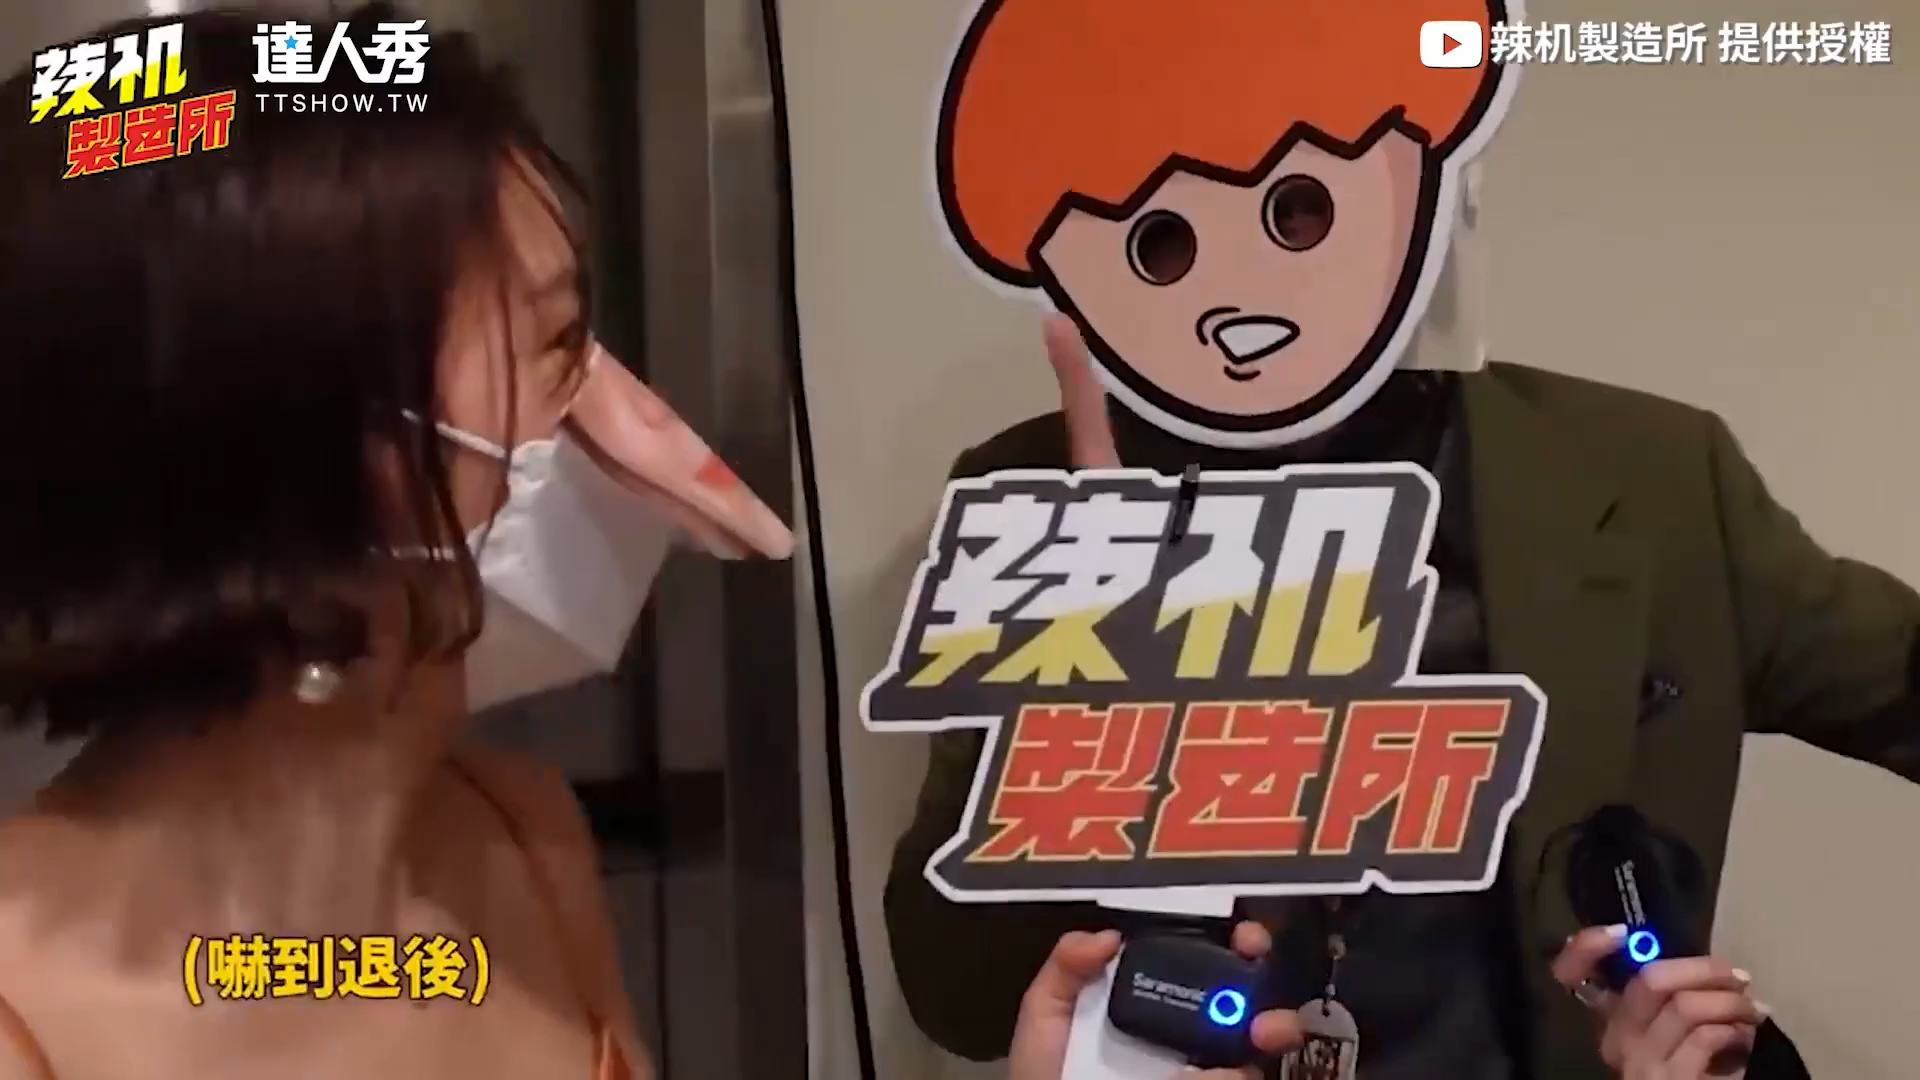 辣机
製造所
達人秀
TTSHOW.TW
辣机製造所 提供授權
辣机
製造所
Saramonic
Saramonic
(嚇到退後)